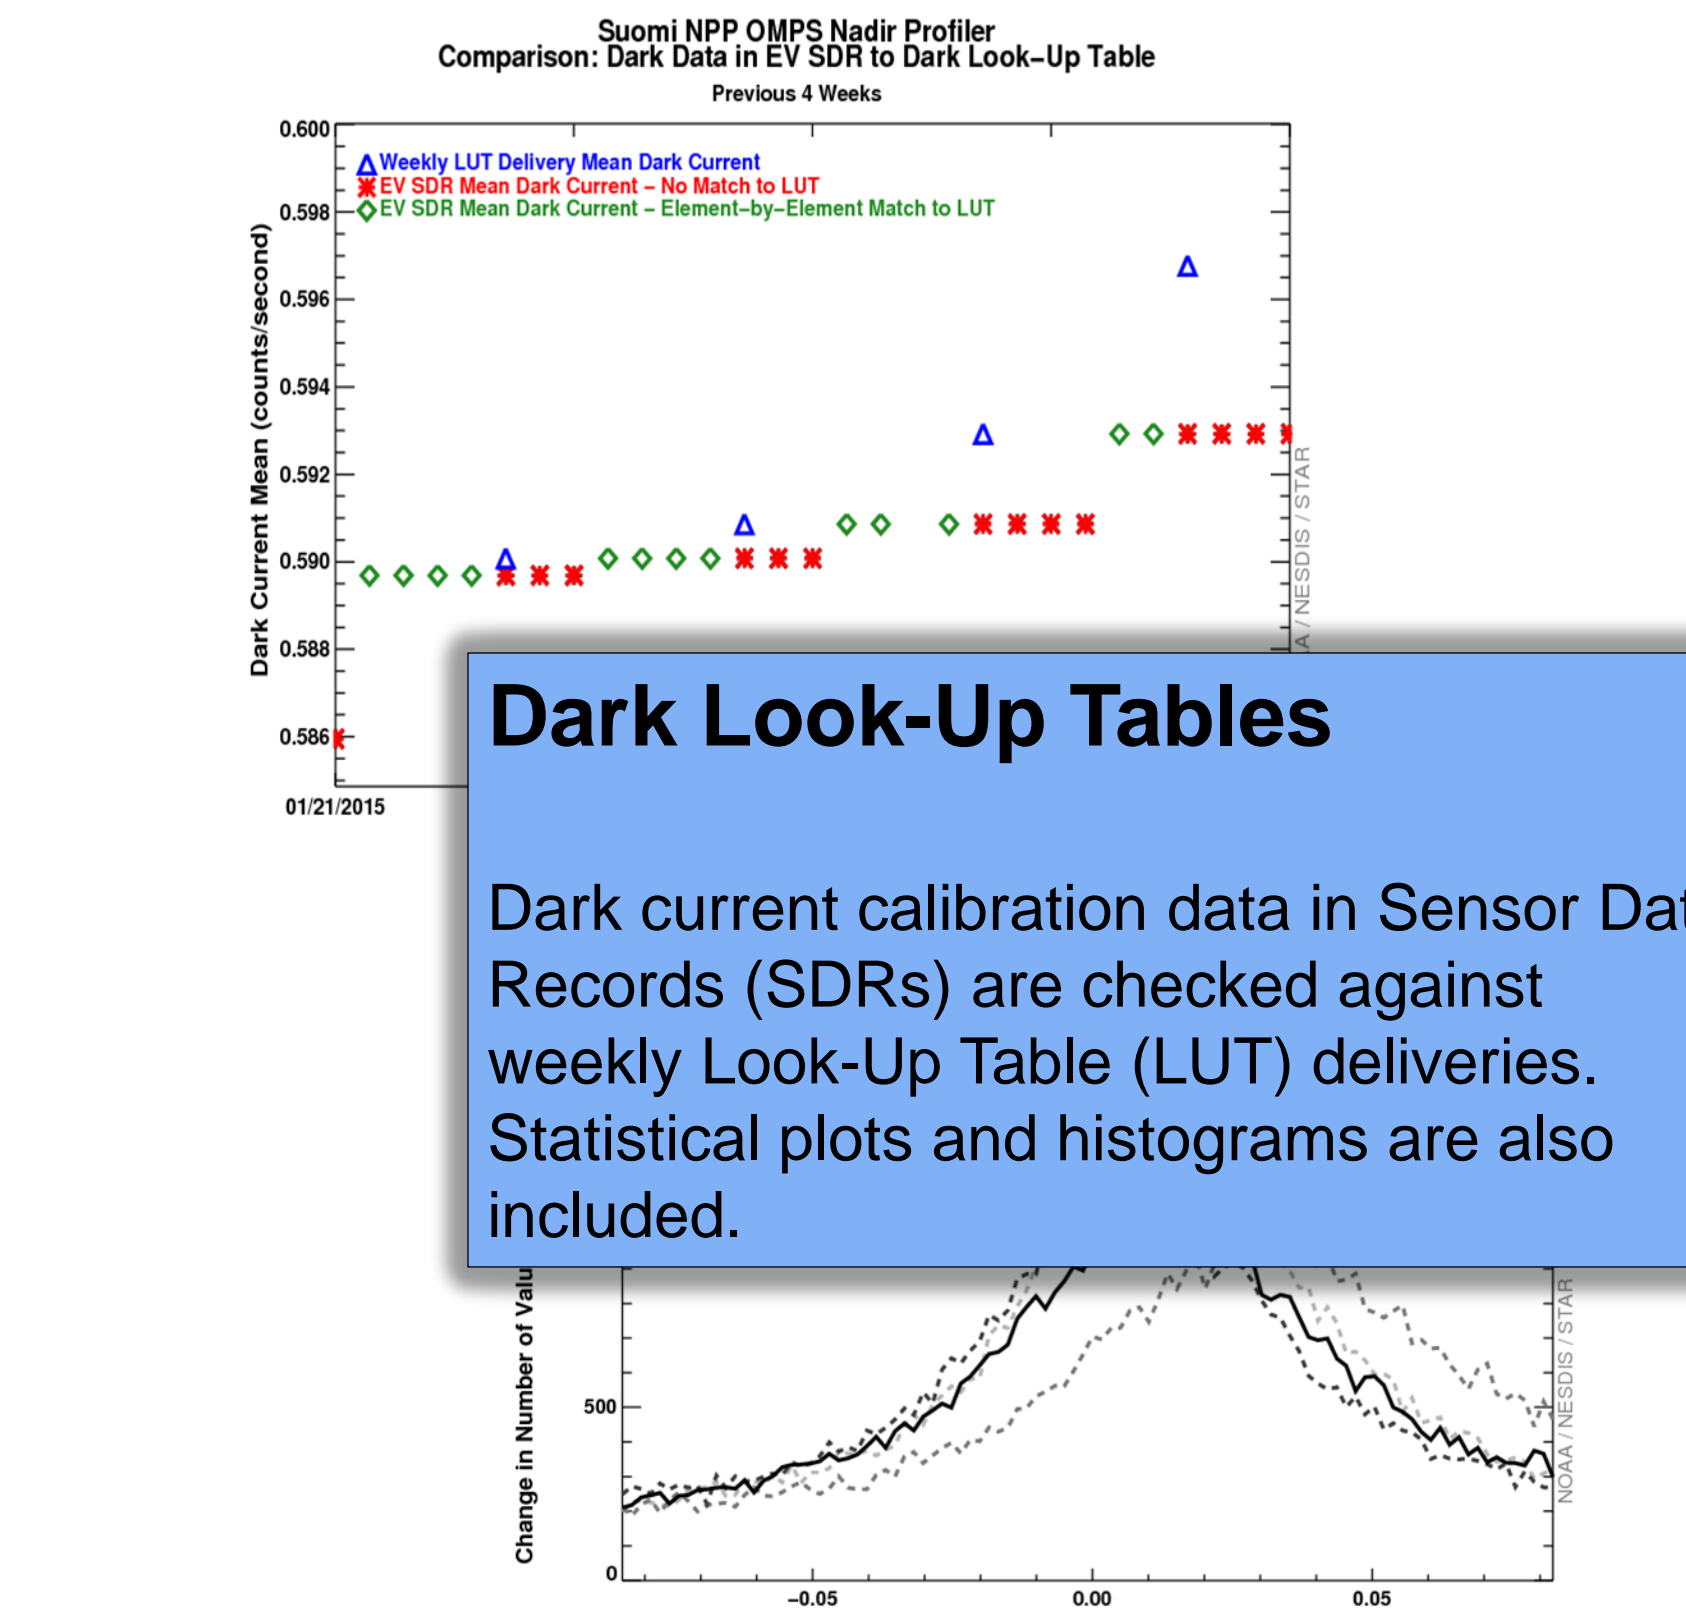 Suomi NPP OMPS Nadir Profiler
Comparison: Dark Data in EV SDR to Dark Look-Up Table
Previous 4 Weeks
0.600
Weekly LUT Delivery Mean Dark Current
EV SDR Mean Dark Current - No Match to LUT
EV SDR Mean Dark Current - Element-by-Element Match to LUT
0.598
0.596
0.594
0.592
0.590
0.588
0.586
Dark Current Mean (counts/second)
/ NESDIS / STAR
01/21/2015
Dark Look-Up Tables
Dark current calibration data in Sensor
Records (SDRs) are checked against
weekly Look-Up Table (LUT) deliveries.
Statistical plots and histograms are also
included.
Change in Number of
500
0
NOAA / NESDIS / STAR
-0.05
0.00
0.05